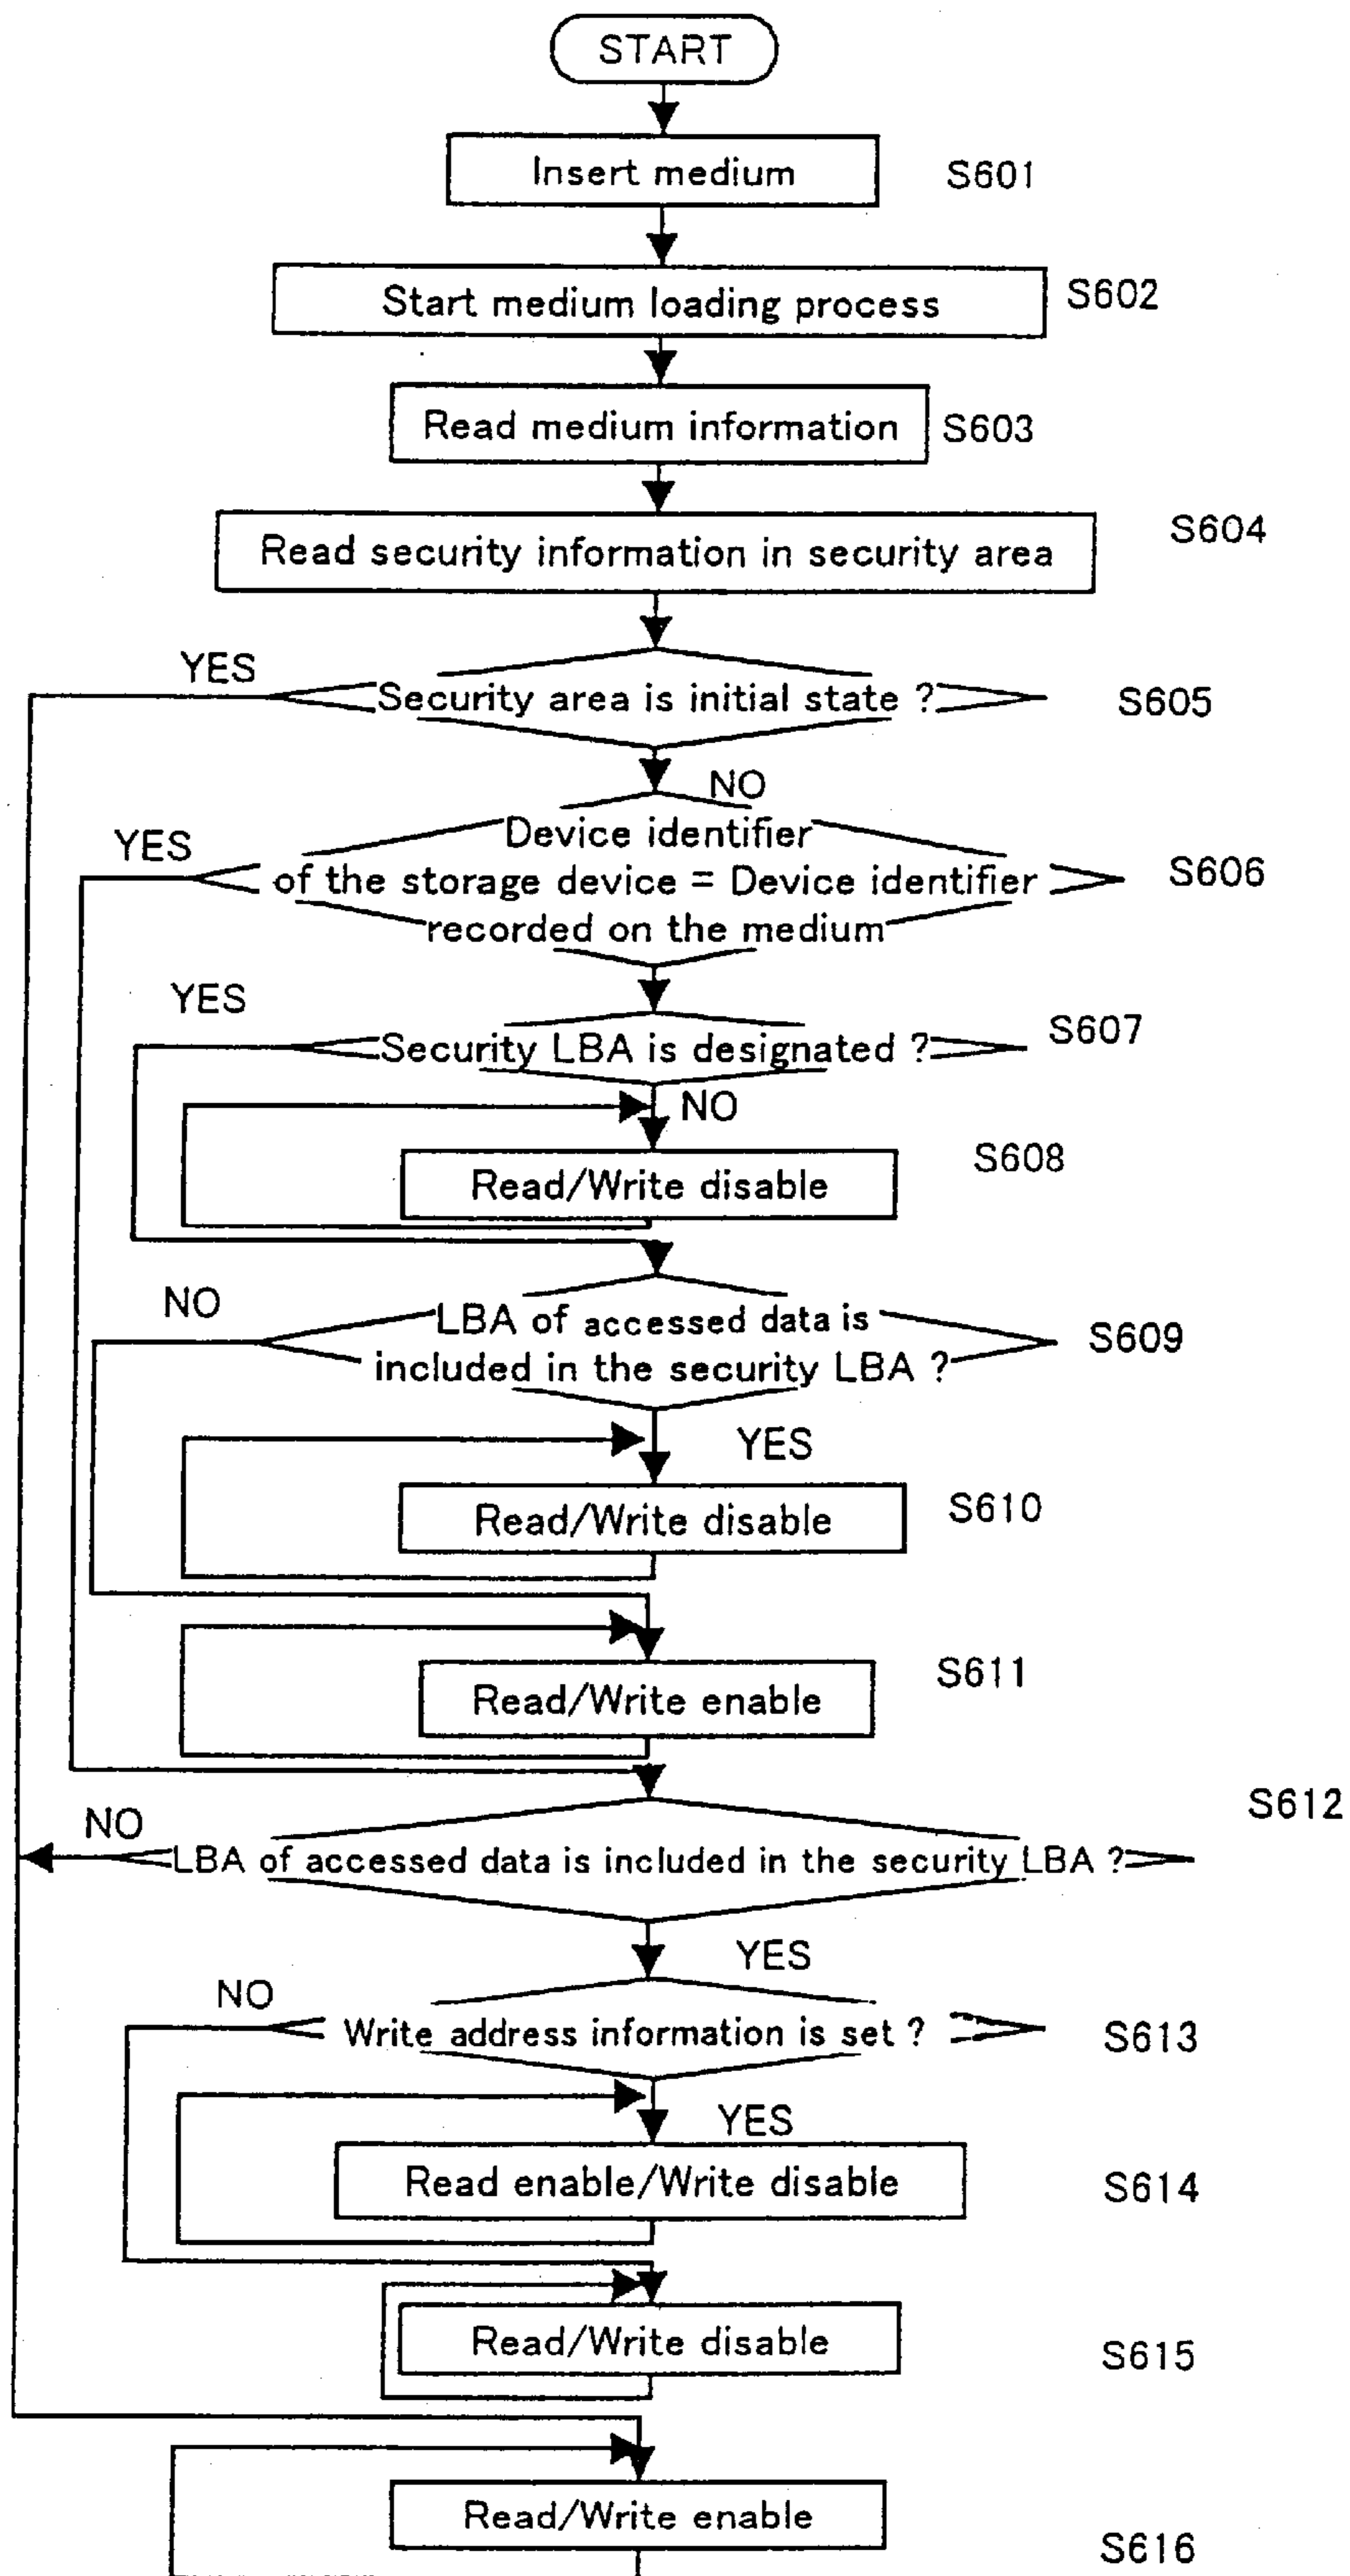 START
Insert medium
S601
Start medium loading process
S602
Read medium information
S603
Read security information in security area
S604
YES
Security area is initial state ?
S605
NO
YES
Device identifier
of the storage device = Device identifier
recorded on the medium
S606
YES
Security LBA is designated ?
S607
NO
Read/Write disable
S608
NO
LBA of accessed data is
included in the security LBA ?
S609
YES
Read/Write disable
S610
Read/Write enable
S611
NO
LBA of accessed data is included in the security LBA ?
S612
YES
NO
Write address information is set ?
S613
YES
Read enable/Write disable
S614
Read/Write disable
S615
Read/Write enable
S616